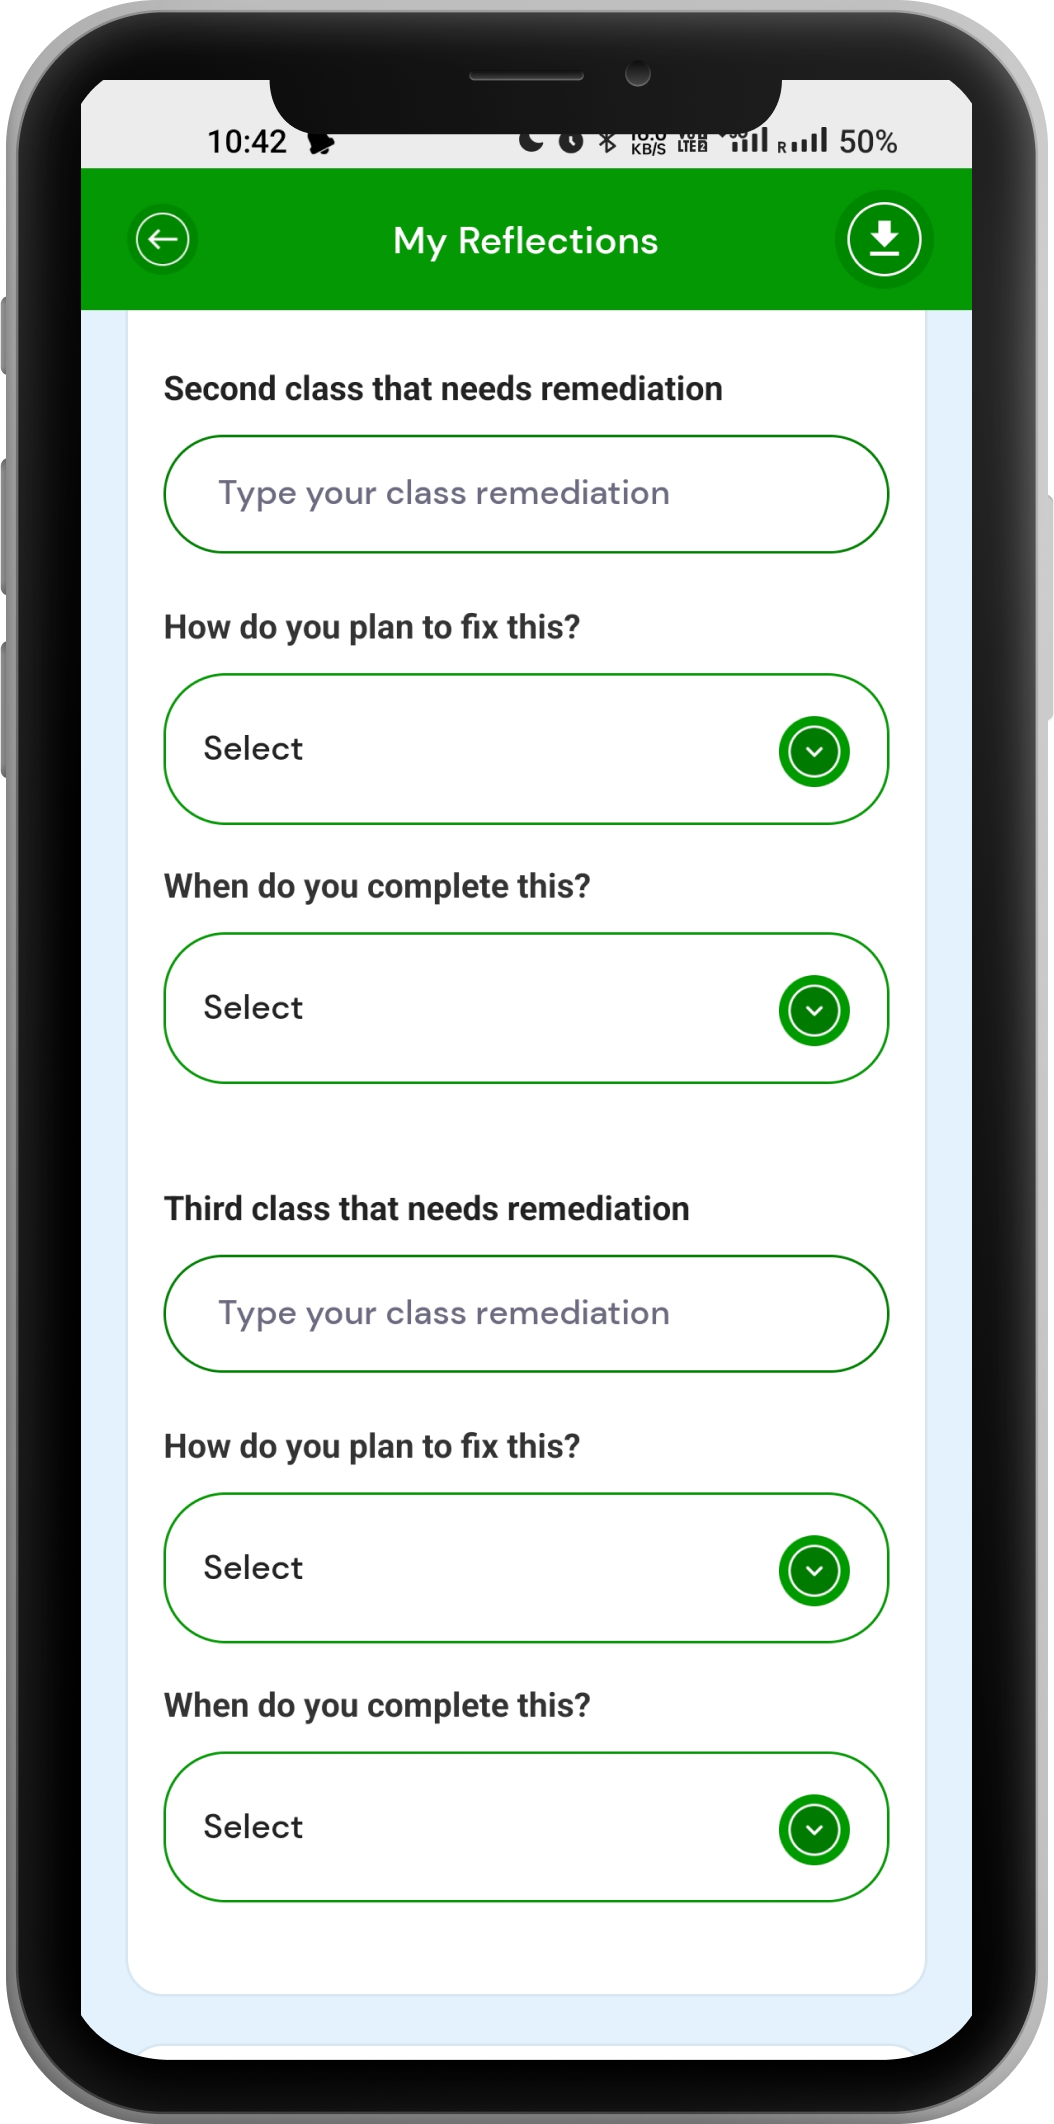 10:42
KB/S
50%
My Reflections
Second class that needs remediation
Type your class remediation
How do you plan to fix this?
Select
When do you complete this?
Select
Third class that needs remediation
Type your class remediation
How do you plan to fix this?
Select
When do you complete this?
Select